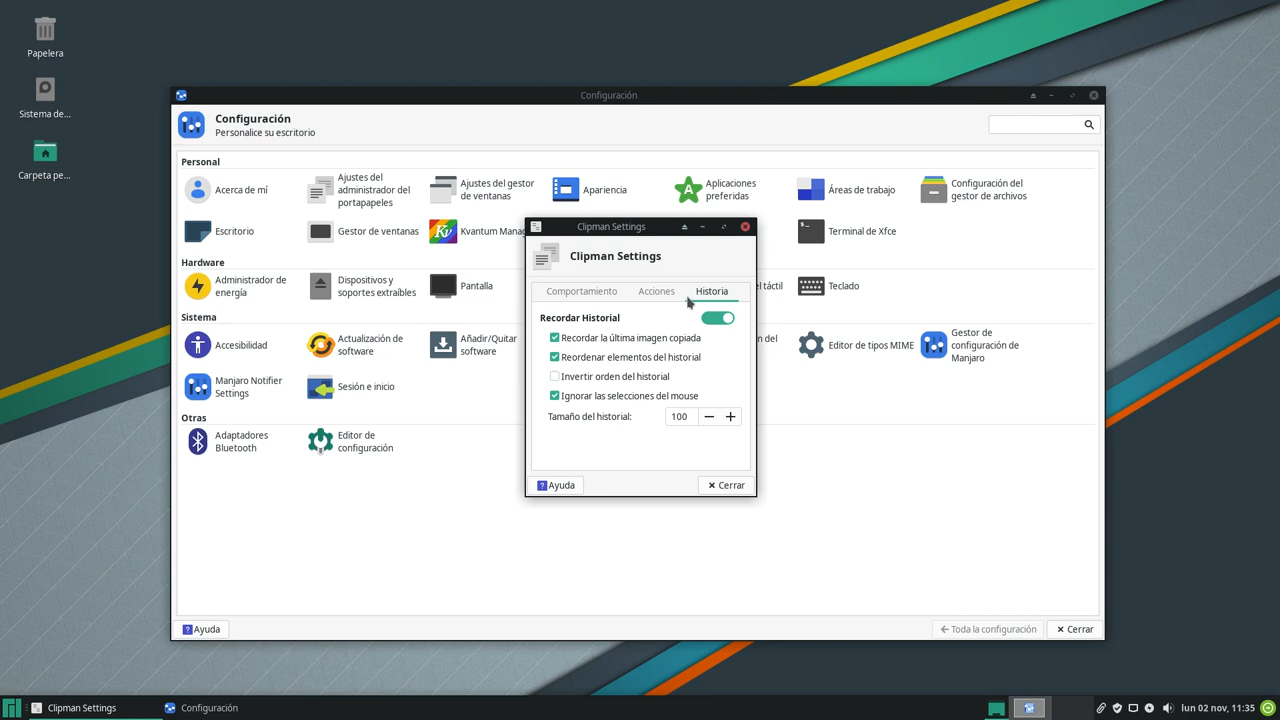 Papelera
Sistema de...
Carpeta pe...
Configuración
Configuración
Personalice su escritorio
Personal
Acerca de mí
Ajustes del
administrador del
portapapeles
Ajustes del gestor
de ventanas
Apariencia
Aplicaciones
preferidas
Áreas de trabajo
Configuración del
gestor de archivos
Escritorio
Gestor de ventanas
Kvantum Manag
Terminal de Xfce
Hardware
Administrador de
energía
Dispositivos y
soportes extraíbles
Pantalla
el táctil
Teclado
Sistema
Accesibilidad
Actualización de
software
Añadir/Quitar
software
n del
Editor de tipos MIME
Gestor de
configuración de
Manjaro
Manjaro Notifier
Settings
Sesión e inicio
Otras
Adaptadores
Bluetooth
Editor de
configuración
Ayuda
Toda la configuración
Cerrar
Clipman Settings
Clipman Settings
Comportamiento Acciones Historia
Recordar Historial
Recordar la última imagen copiada
Reordenar elementos del historial
Invertir orden del historial
Ignorar las selecciones del mouse
Tamaño del historial: 100
Ayuda Cerrar
Clipman Settings Configuración lun 02 nov, 11:35